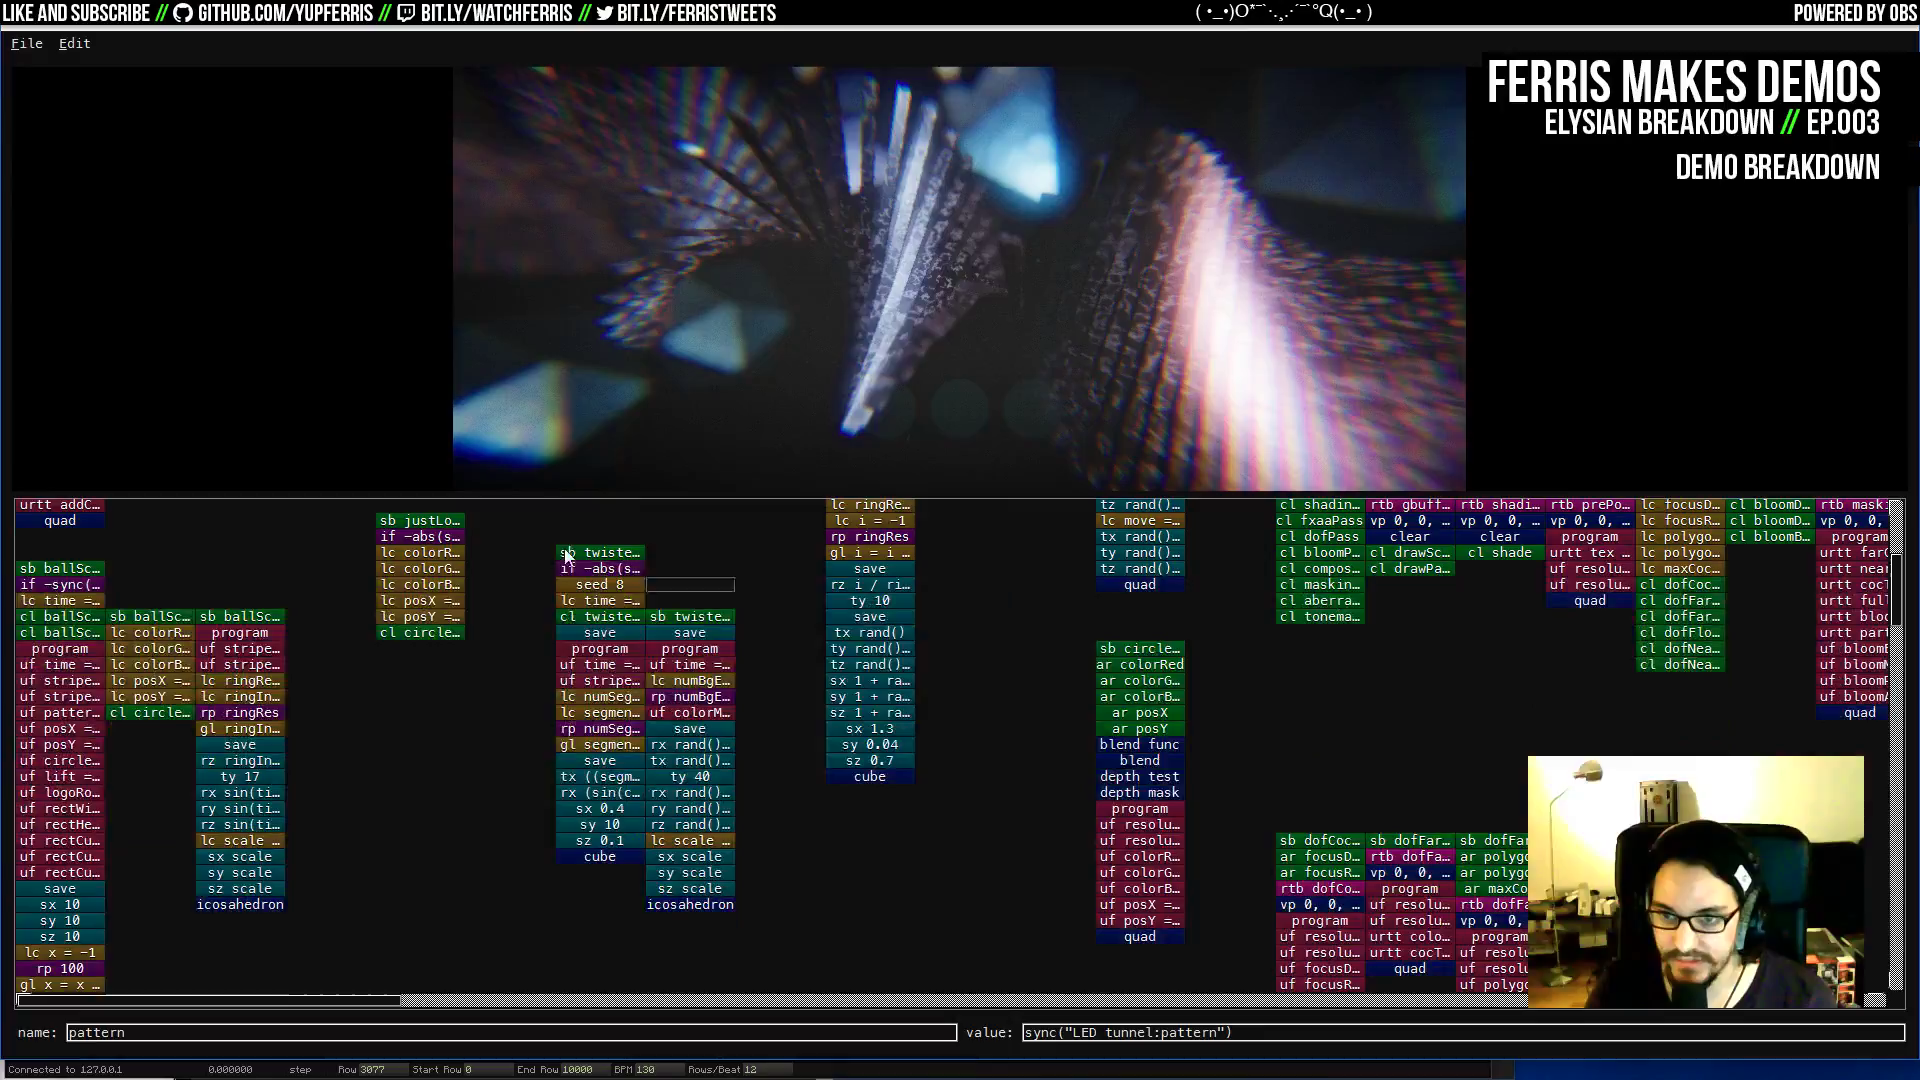 LIKE AND SUBSCRIBE // GITHUB.COM/YUPFERRIS // BIT.LY/WATCHFERRIS // BIT.LY/FERRISTWEETS
POWERED BY OBS
File Edit
FERRIS MAKES DEMOS
ELYSIAN BREAKDOWN // EP.003
DEMO BREAKDOWN
urtt addC…
quad
sb ballSc…
if -sync(…
lc time =…
cl ballSc…
cl ballSc…
program
uf time =…
uf stripe…
uf stripe…
uf patter…
uf posX =…
uf posY =…
uf circle…
uf lift =…
uf logoRo…
uf rectWi…
uf rectHe…
uf rectCu…
uf rectCu…
uf rectCu…
save
sx 10
sy 10
sz 10
lc x = -1
rp 100
gl x = x …
sb ballSc…
lc colorR…
lc colorG…
lc colorB…
lc posX =…
lc posY =…
cl circle…
sb ballSc…
program
uf stripe…
uf stripe…
lc ringRe…
lc ringIn…
rp ringRes
gl ringIn…
save
rz ringIn…
ty 17
rx sin(ti…
ry sin(ti…
rz sin(ti…
lc scale …
sx scale
sy scale
sz scale
icosahedron
sb justLo…
if -abs(s…
lc colorR…
lc colorG…
lc colorB…
lc posX =…
lc posY =…
cl circle…
sb twiste…
if -abs(s…
seed 8
lc time =…
cl twiste…
save
program
uf time =…
uf stripe…
lc numSeg…
lc segmen…
rp numSeg…
gl segmen…
save
tx ((segm…
rx (sin(c…
sx 0.4
sy 10
sz 0.1
cube
sb twiste…
save
program
uf time =…
lc numBgE…
rp numBgE…
uf colorM…
save
rx rand()…
tx rand()…
ty 40
rx rand()…
ry rand()…
rz rand()…
lc scale …
sx scale
sy scale
sz scale
icosahedron
lc ringRe…
lc i = -1
rp ringRes
gl i = i …
save
rz i / ri…
ty 10
save
tx rand()
ty rand()…
tz rand()…
sx 1 + ra…
sy 1 + ra…
sz 1 + ra…
sx 1.3
sy 0.04
sz 0.7
cube
tz rand()…
lc move =…
tx rand()…
ty rand()…
tz rand()…
quad
sb circle…
ar colorRed
ar colorG…
ar colorB…
ar posX
ar posY
blend func
blend
depth test
depth mask
program
uf resolu…
uf resolu…
uf colorR…
uf colorG…
uf colorB…
uf posX =…
uf posY =…
quad
cl shadin…
cl fxaaPass
cl dofPass
cl bloomP…
cl compos…
cl maskin…
cl aberra…
cl tonema…
rtb gbuff…
vp 0, 0, …
clear
cl drawSc…
cl drawPa…
rtb shadi…
vp 0, 0, …
clear
cl shade
rtb prePo…
vp 0, 0, …
program
urtt tex …
uf resolu…
uf resolu…
quad
lc focusD…
lc focusR…
lc polygo…
lc polygo…
lc maxCoc…
cl dofCoc…
cl dofFar…
cl dofFar…
cl dofFlo…
cl dofNea…
cl dofNea…
cl bloomD…
cl bloomD…
cl bloomB…
rtb maski
vp 0, 0,
program
urtt far
urtt near
urtt coc
urtt full
urtt bloo
urtt part
uf bloom
uf bloom
uf bloom
uf bloom
quad
sb dofCoc…
ar focusD…
ar focusR…
rtb dofCo…
vp 0, 0, …
program
uf resolu…
uf resolu…
uf focusD…
uf focusR…
sb dofFar…
rtb dofFa…
vp 0, 0, …
program
uf resolu…
uf resolu…
urtt colo…
urtt cocT…
quad
sb dofFa
ar polygo
ar polygo
ar maxCo
rtb dofF
vp 0, 0,
program
uf resolu
uf resolu
uf polygo
name: pattern
value: sync("LED tunnel:pattern")
Connected to 127.0.0.1 0.000000 step Row 3077 Start Row 0 End Row 10000 BPM 130 Rows/Beat 12